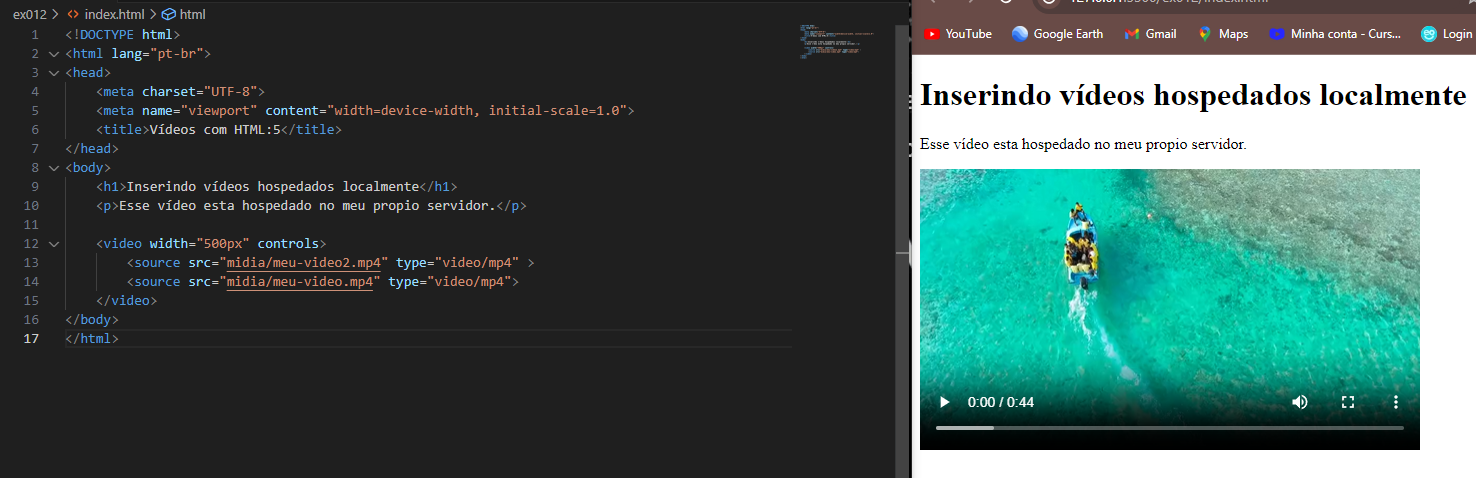 ex012 > index.html > html
1 <!DOCTYPE html>
2 <html lang="pt-br">
3 <head>
4 <meta charset="UTF-8">
5 <meta name="viewport" content="width=device-width, initial-scale=1.0">
6 <title>Vídeos com HTML:5</title>
7 </head>
8 <body>
9 <h1>Inserindo vídeos hospedados localmente</h1>
10 <p>Esse vídeo esta hospedado no meu propio servidor.</p>
11
12 <video width="500px" controls>
13 <source src="midia/meu-video2.mp4" type="video/mp4" >
14 <source src="midia/meu-video.mp4" type="video/mp4">
15 </video>
16 </body>
17 </html>
YouTube Google Earth Gmail Maps Minha conta - Curs... Login
Inserindo vídeos hospedados localmente
Esse vídeo esta hospedado no meu propio servidor.
0:00 / 0:44